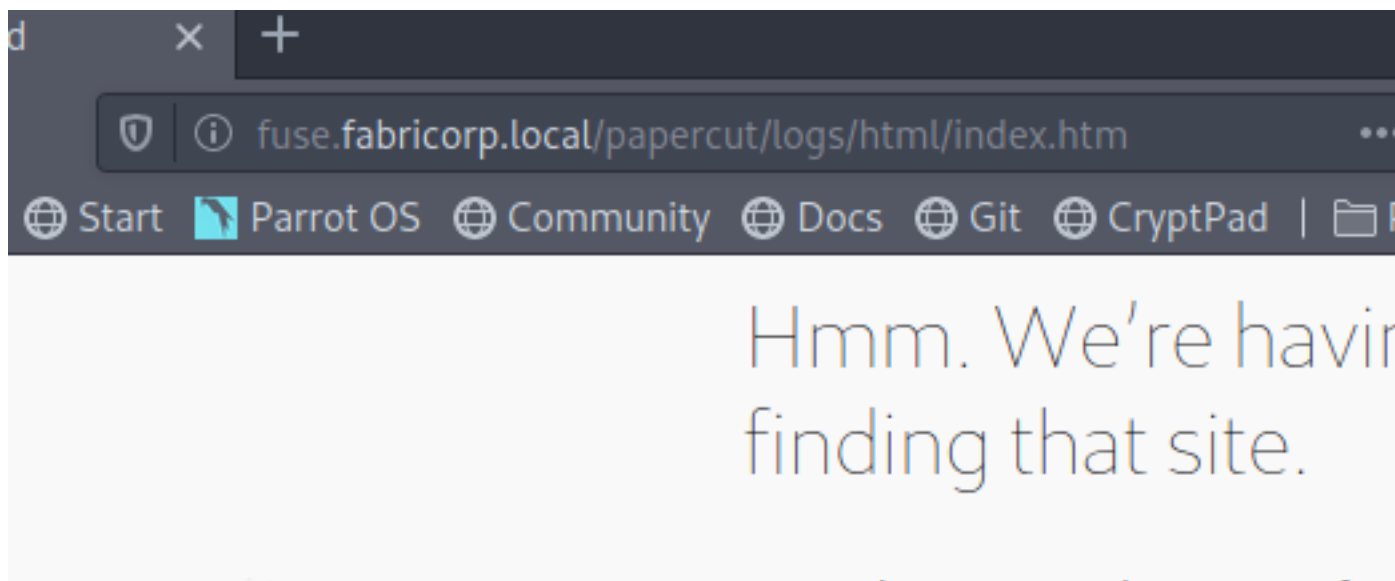 d
fuse.fabricorp.local/papercut/logs/html/index.htm
Start Parrot OS Community Docs Git CryptPad
Hmm. We're havin
finding that site.